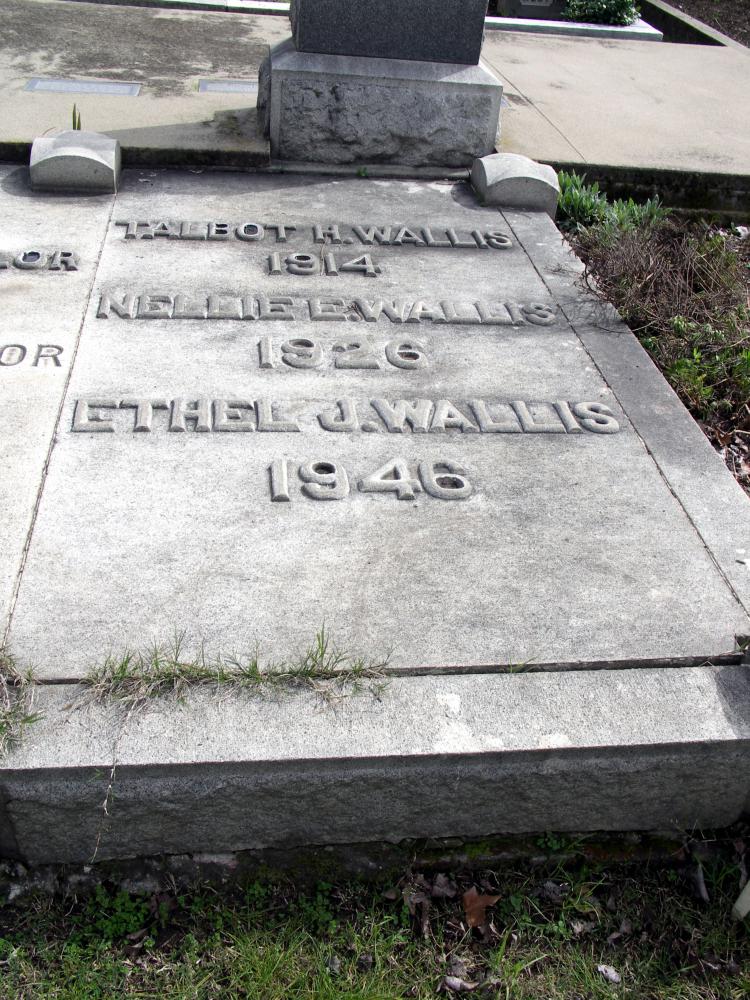 TALBOT H. WALLIS
1914
NELLIE E. WALLIS
1926
ETHEL J. WALLIS
1946